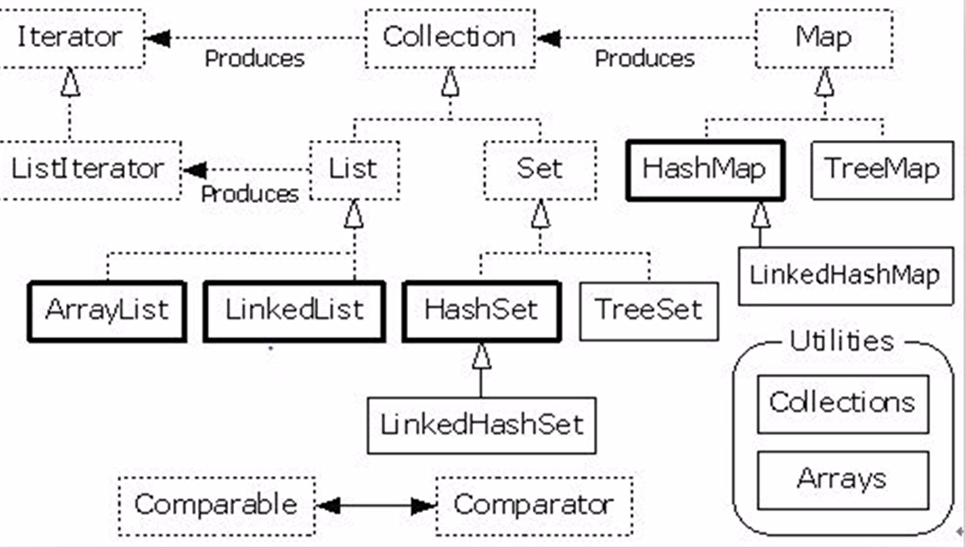 Iterator
Produces
Collection
Produces
Map
ListIterator
Produces
List
Set
HashMap
TreeMap
LinkedHashMap
ArrayList
LinkedList
HashSet
TreeSet
LinkedHashSet
Utilities
Collections
Arrays
Comparable
Comparator